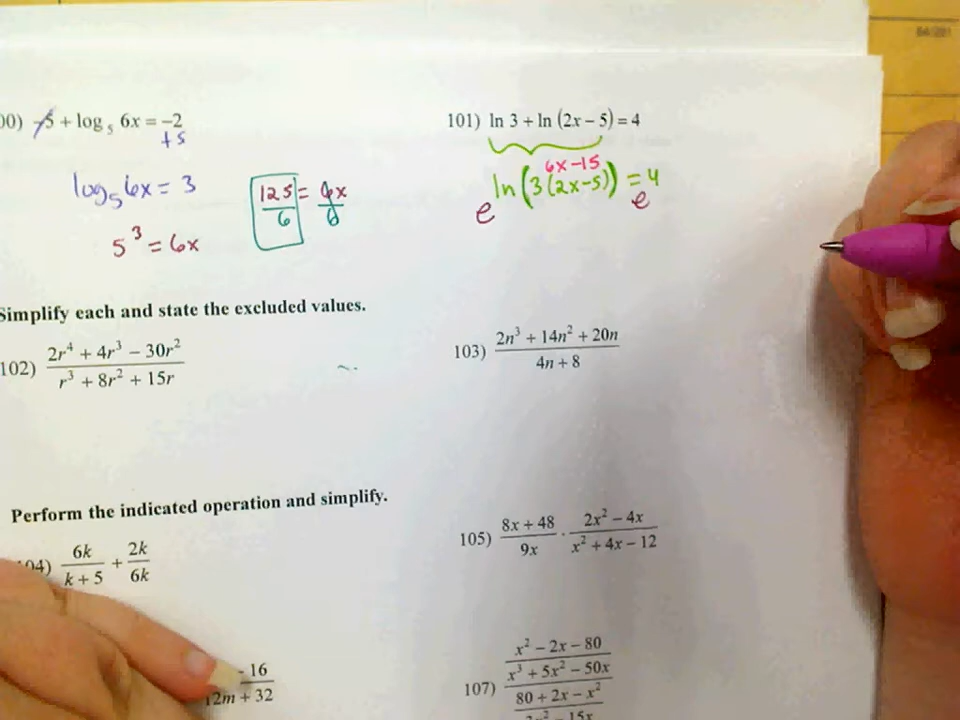 00) -5 + log₅ 6x = -2
+5
log₅ 6x = 3
5³ = 6x
125/6 = 6x/6
101) ln 3 + ln (2x - 5) = 4
6x-15
ln(3(2x-5)) = 4
e e
Simplify each and state the excluded values.
102) (2r⁴ + 4r³ - 30r²)/(r³ + 8r² + 15r)
103) (2n³ + 14n² + 20n)/(4n + 8)
Perform the indicated operation and simplify.
04) 6k/(k + 5) + 2k/6k
105) (8x + 48)/9x · (2x² - 4x)/(x² + 4x - 12)
- 16
12m + 32
107) x² - 2x - 80
x³ + 5x² - 50x
80 + 2x - x²